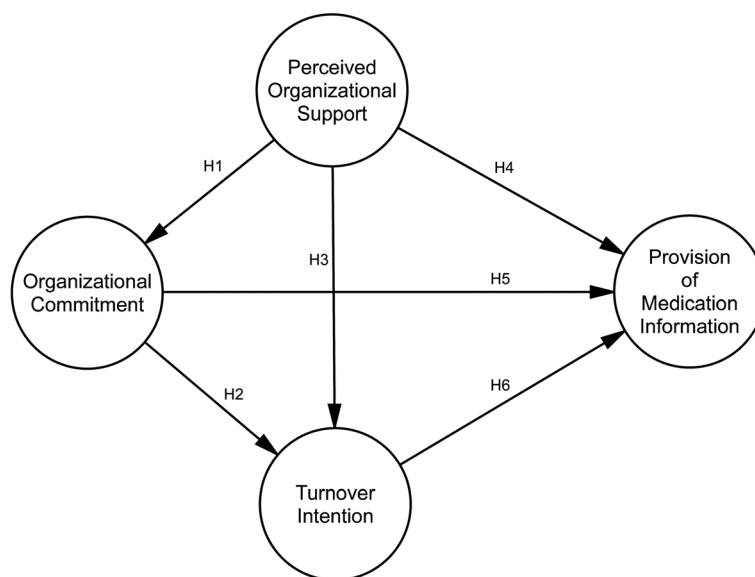 Perceived
Organizational
Support
H1
H4
H3
Organizational
Commitment
H5
Provision
of
Medication
Information
H2
H6
Turnover
Intention